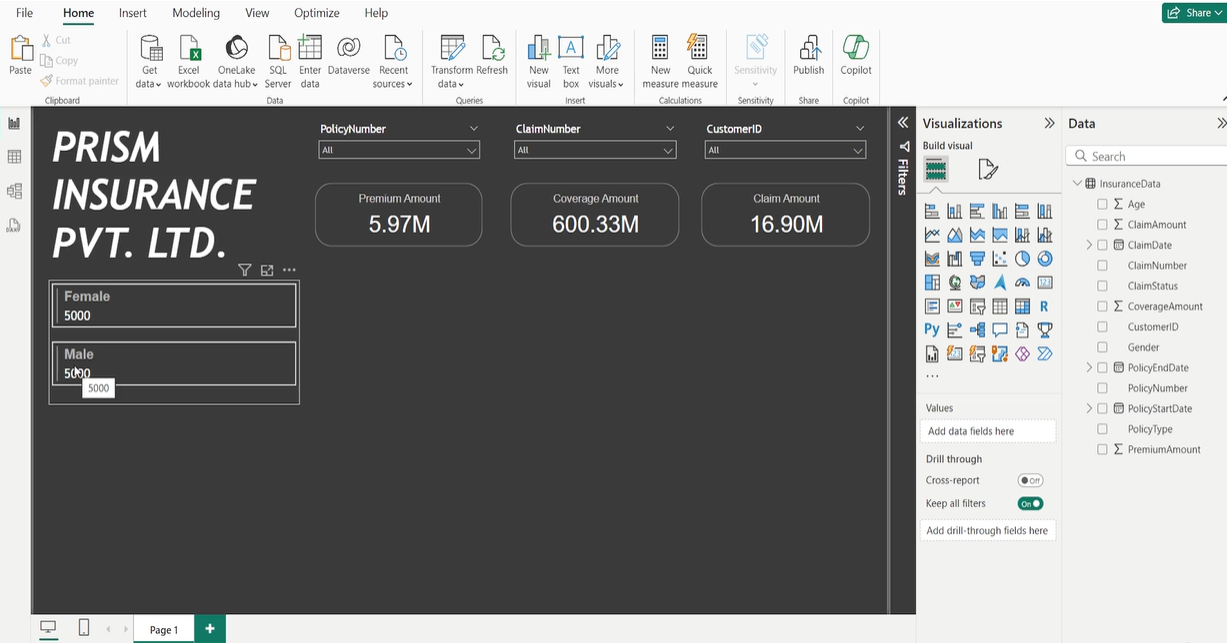 File Home Insert Modeling View Optimize Help
Share
Paste
Cut
Copy
Format painter
Clipboard
Get data
Excel workbook
OneLake data hub
SQL Server
Enter data
Dataverse
Recent sources
Data
Transform data
Refresh
Queries
New visual
Text box
More visuals
Insert
New measure
Quick measure
Calculations
Sensitivity
Sensitivity
Publish
Share
Copilot
Copilot
PRISM
INSURANCE
PVT. LTD.
PolicyNumber
All
ClaimNumber
All
CustomerID
All
Premium Amount
5.97M
Coverage Amount
600.33M
Claim Amount
16.90M
Female
5000
Male
5000
5000
Filters
Visualizations
Build visual
R
Py
...
Values
Add data fields here
Drill through
Cross-report
Off
Keep all filters
On
Add drill-through fields here
Data
Search
InsuranceData
Age
ClaimAmount
ClaimDate
ClaimNumber
ClaimStatus
CoverageAmount
CustomerID
Gender
PolicyEndDate
PolicyNumber
PolicyStartDate
PolicyType
PremiumAmount
Page 1